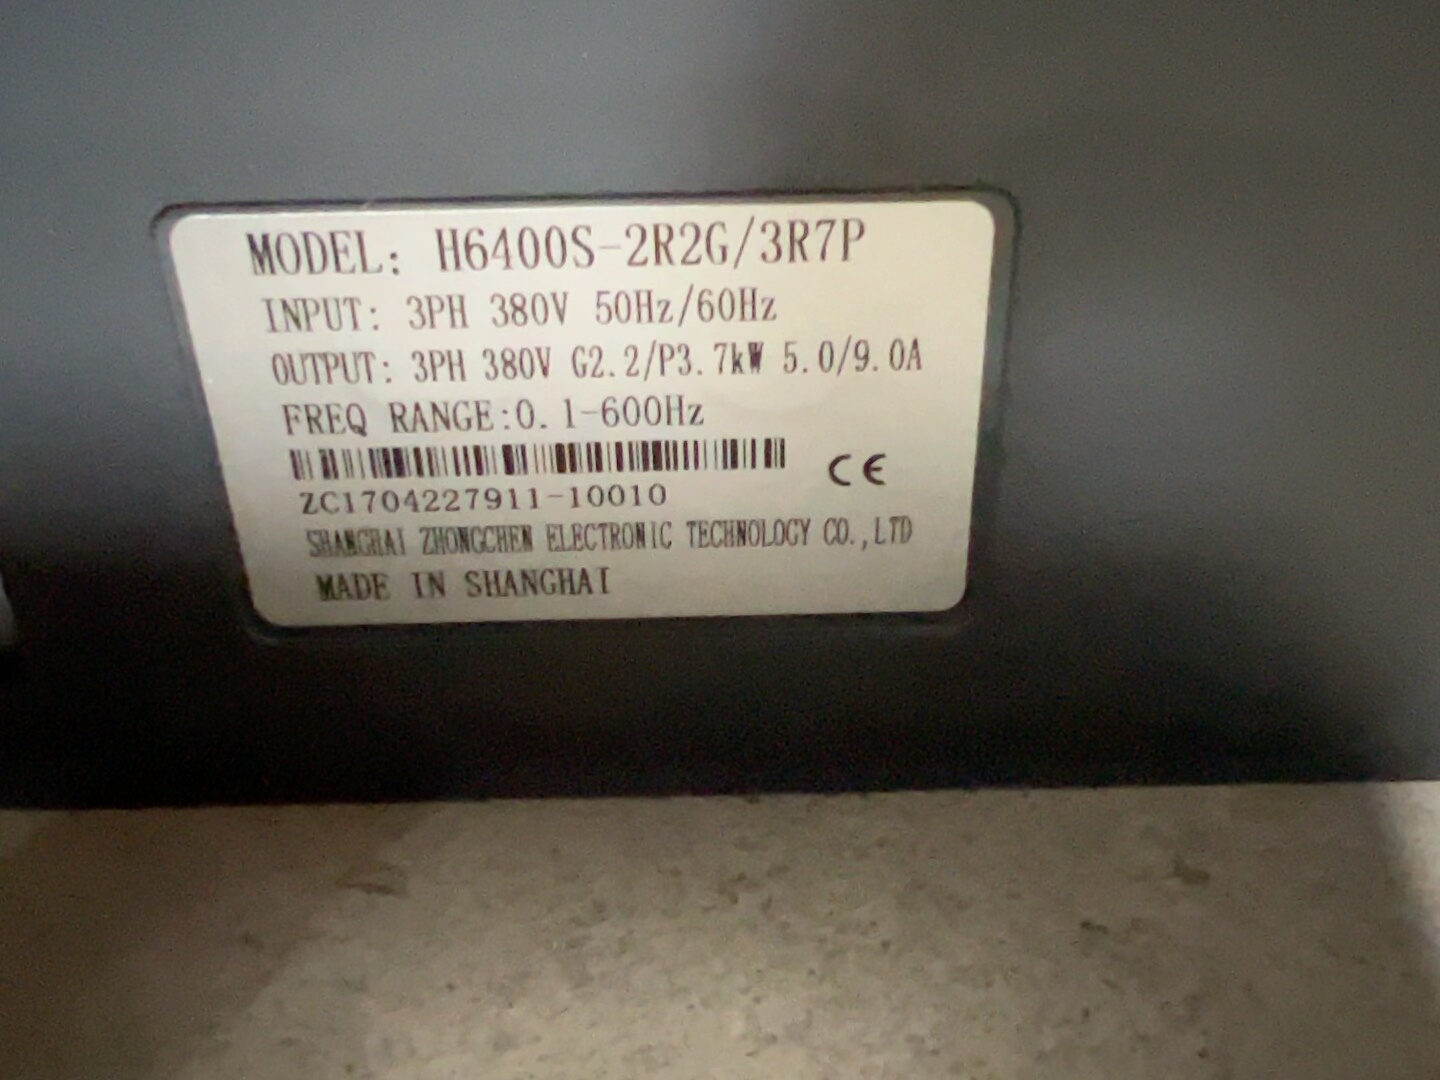 MODEL: H6400S-2R2G/3R7P
INPUT: 3PH 380V 50Hz/60Hz
OUTPUT: 3PH 380V G2.2/P3.7kW 5.0/9.0A
FREQ RANGE:0.1-600Hz
CE
ZC1704227911-10010
SHANGHAI ZHONGCHEN ELECTRONIC TECHNOLOGY CO.,LTD
MADE IN SHANGHAI